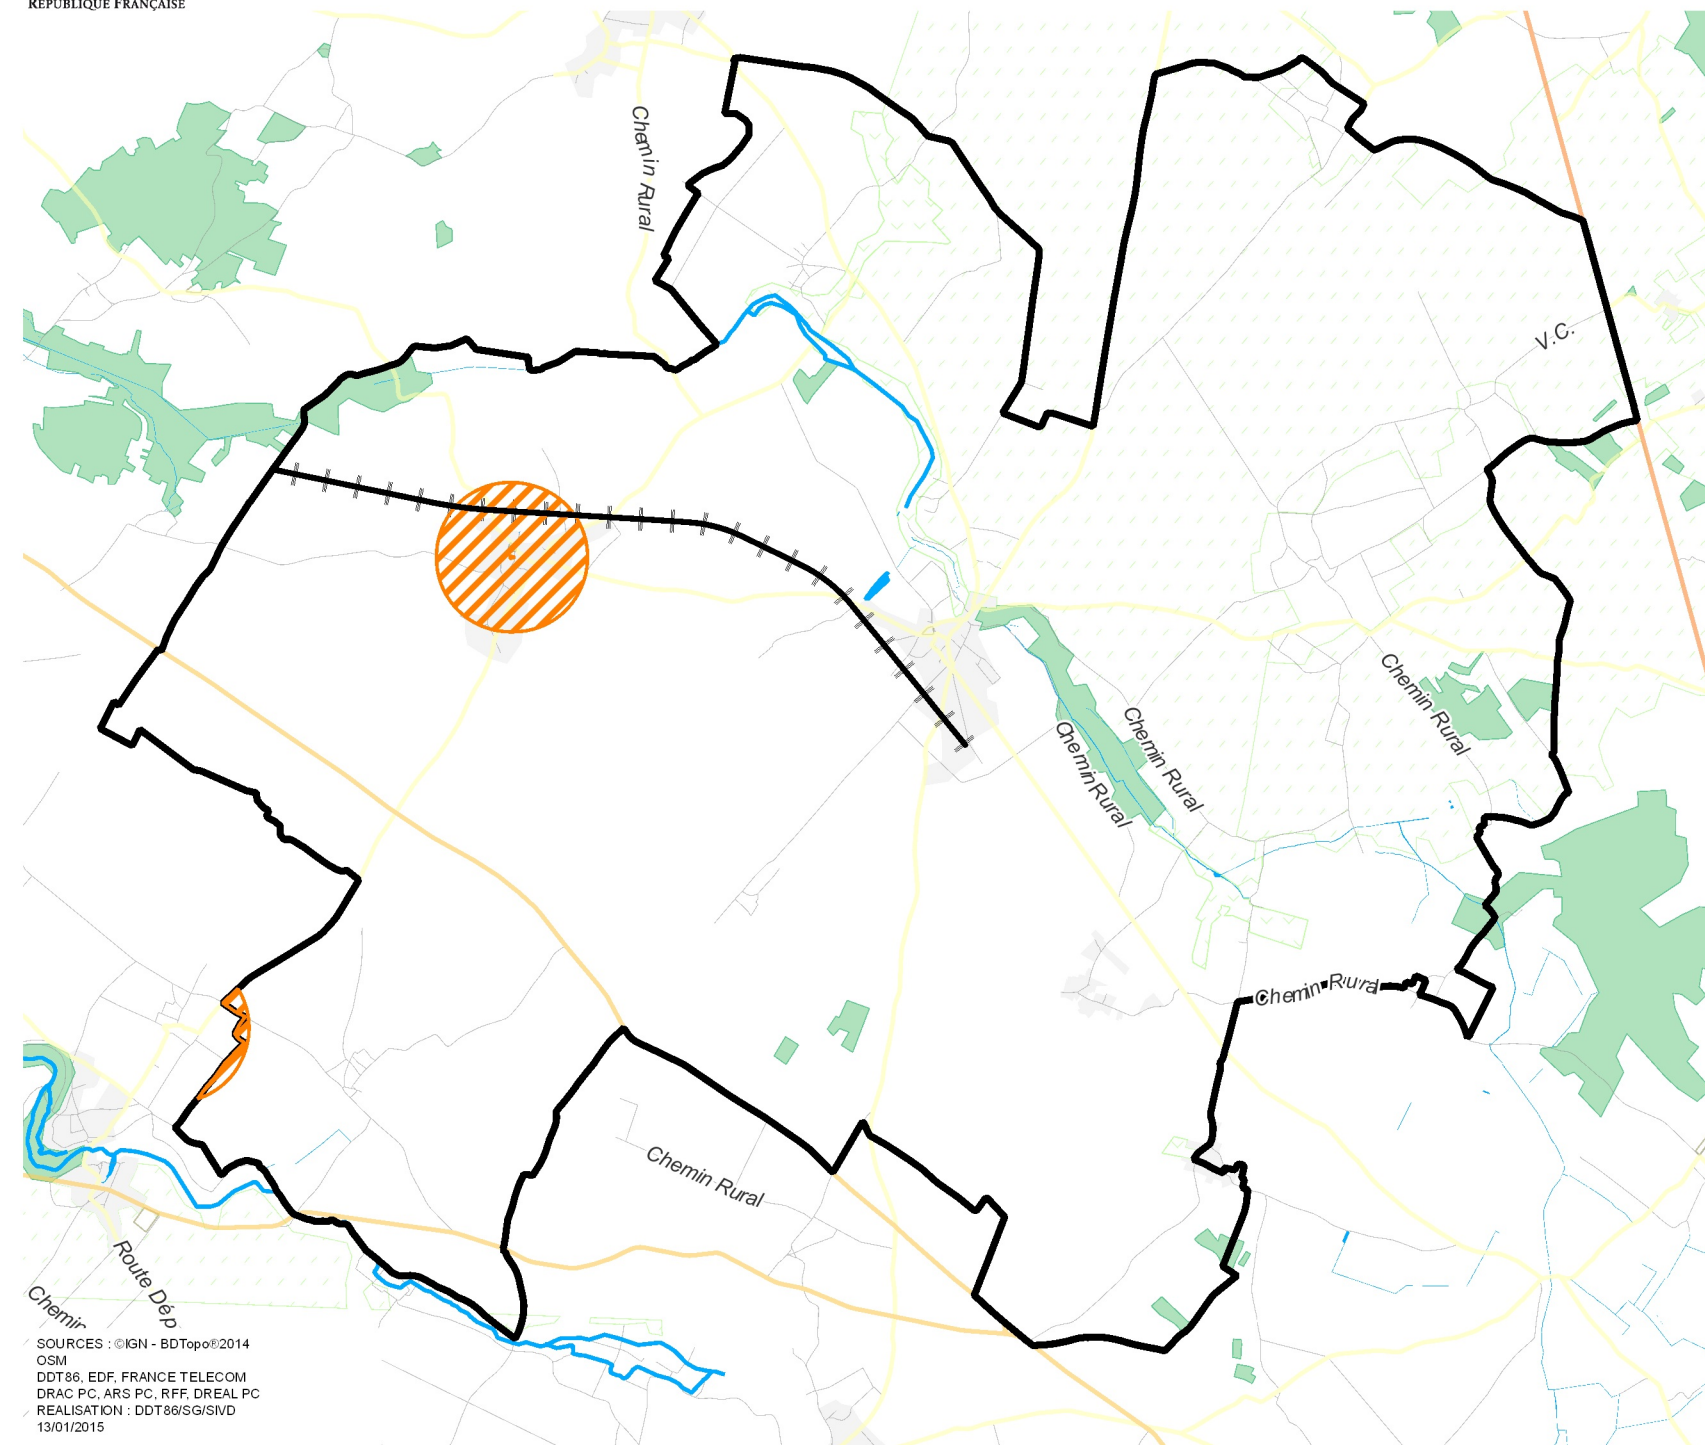 RÉPUBLIQUE FRANÇAISE
Chemin Rural
V.C.
Chemin Rural
Chemin Rural
Chemin Rural
Chemin Rural
Chemin Rural
Route Dép
Chemin
SOURCES : ©IGN - BDTopo®2014
OSM
DDT86, EDF, FRANCE TELECOM
DRAC PC, ARS PC, RFF, DREAL PC
REALISATION : DDT86/SG/SIVD
13/01/2015